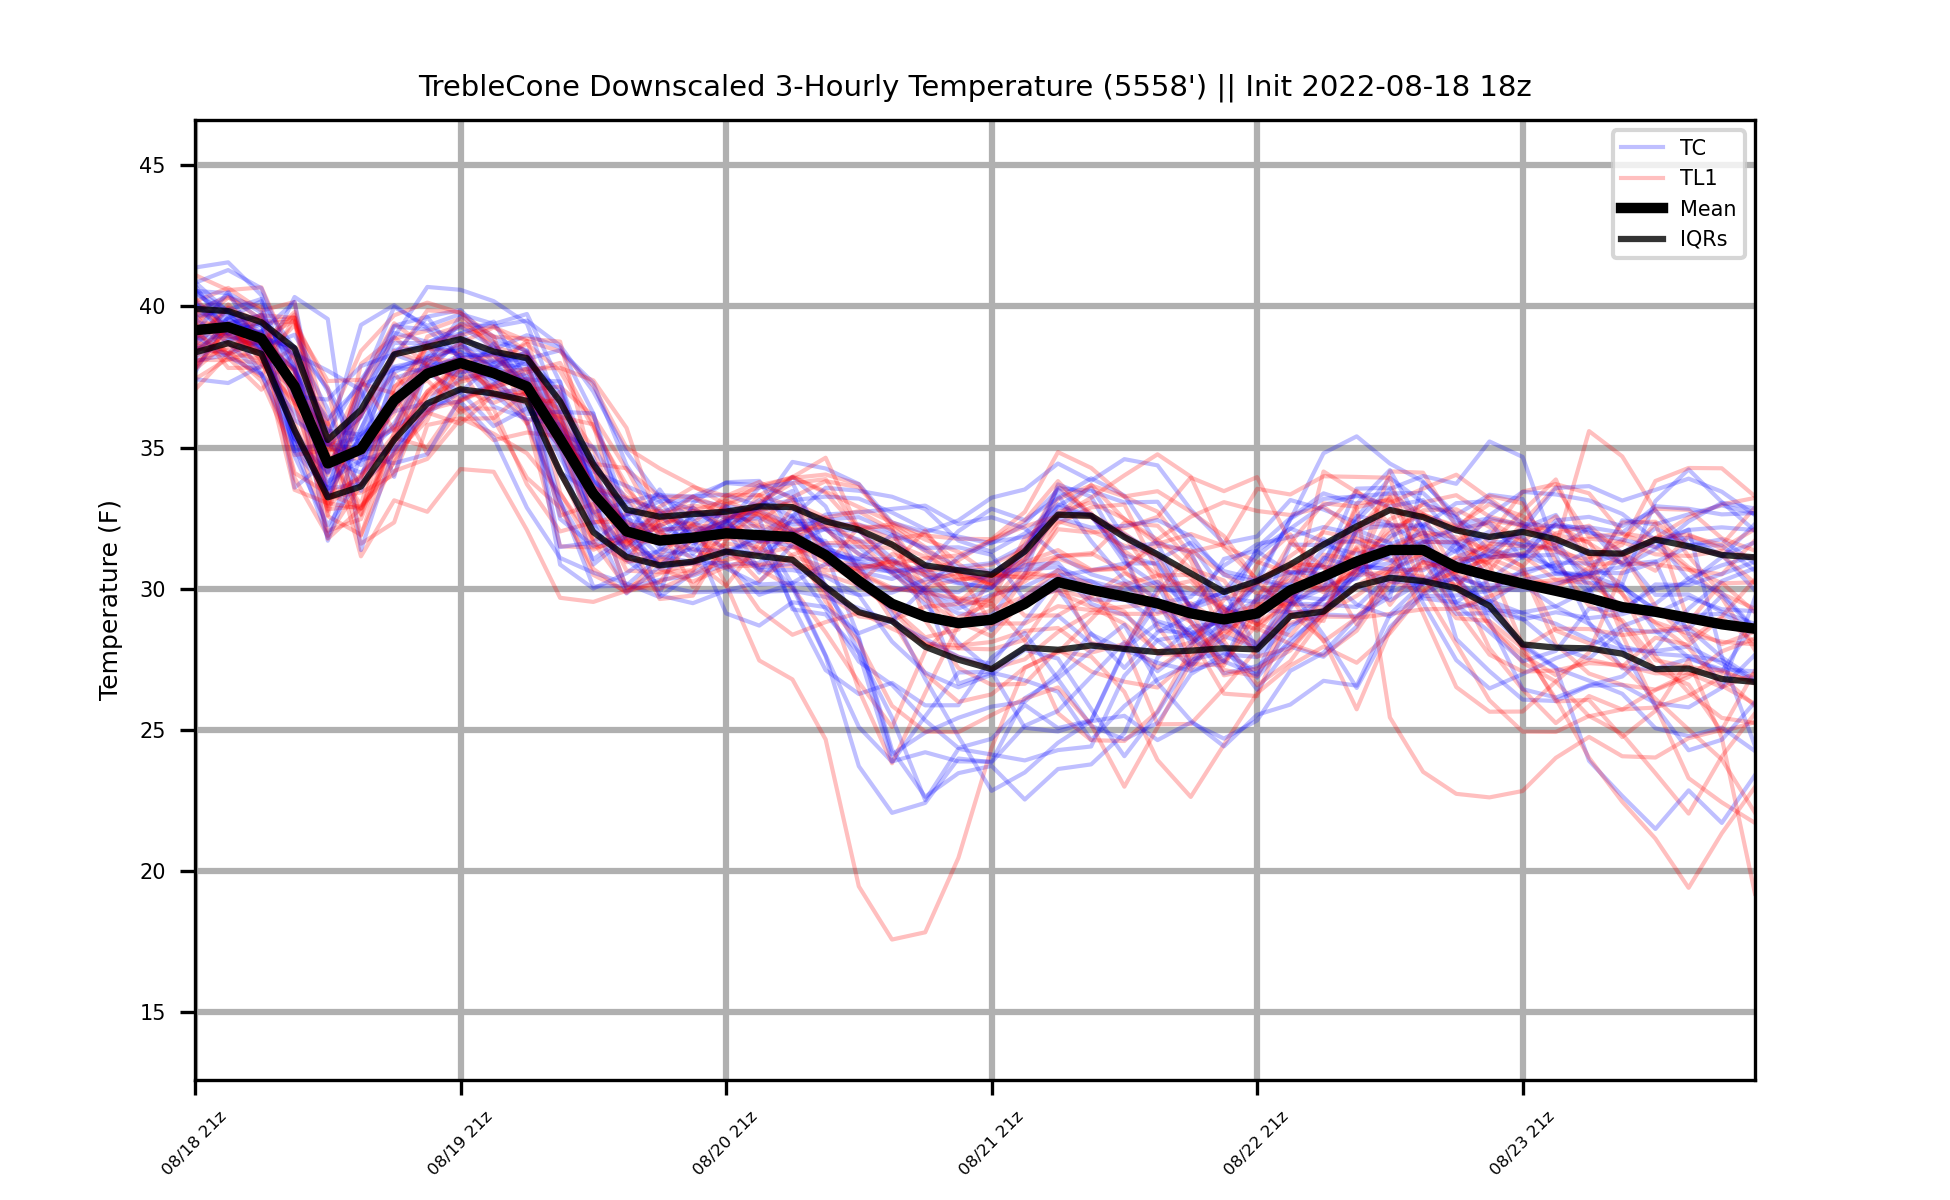 TrebleCone Downscaled 3-Hourly Temperature (5558') || Init 2022-08-18 18z
TC
TL1
Mean
IQRs
Temperature (F)
45
40
35
30
25
20
15
08/18 21z
08/19 21z
08/20 21z
08/21 21z
08/22 21z
08/23 21z